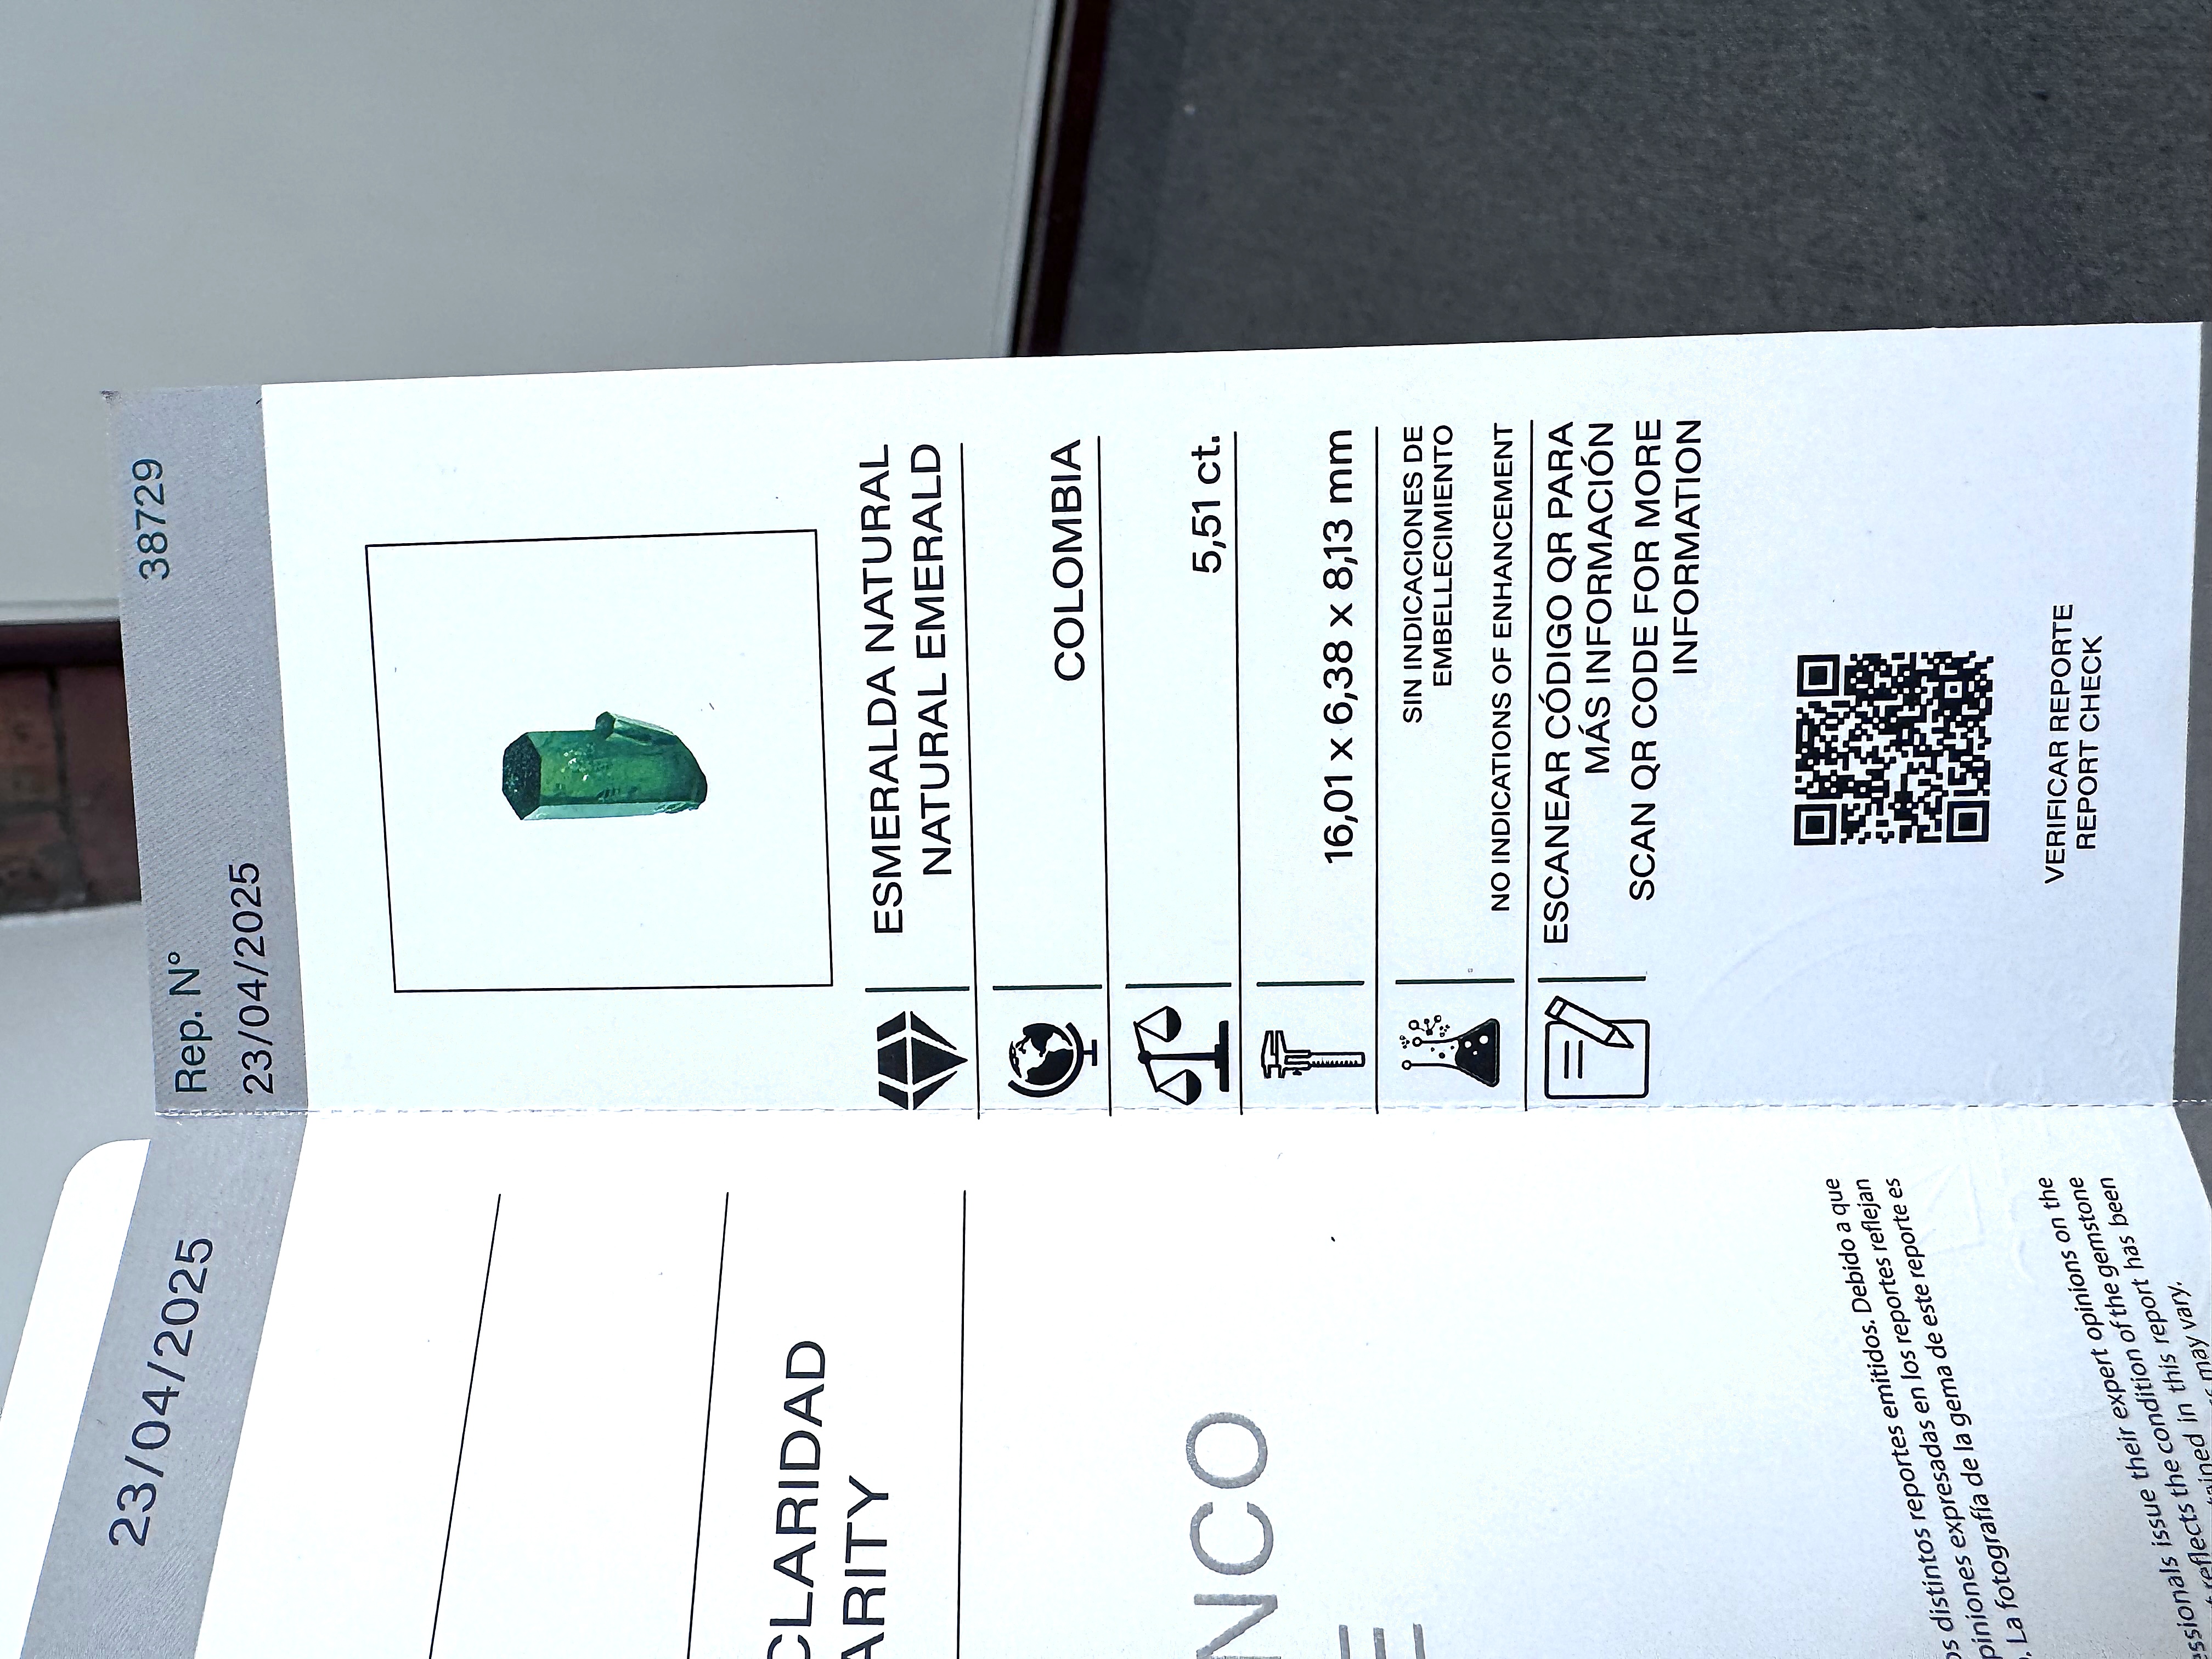 23/04/2025
CLARIDAD
ARITY
NCO
E
os distintos reportes emitidos. Debido a que
piniones expresadas en los reportes reflejan
. La fotografía de la gema de este reporte es
essionals issue their expert opinions on the
reflects the condition of the gemstone
ained in this report has been
may vary.
Rep. N° 38729
23/04/2025
ESMERALDA NATURAL
NATURAL EMERALD
COLOMBIA
5,51 ct.
16,01 x 6,38 x 8,13 mm
SIN INDICACIONES DE
EMBELLECIMIENTO
NO INDICATIONS OF ENHANCEMENT
ESCANEAR CÓDIGO QR PARA
MÁS INFORMACIÓN
SCAN QR CODE FOR MORE
INFORMATION
VERIFICAR REPORTE
REPORT CHECK